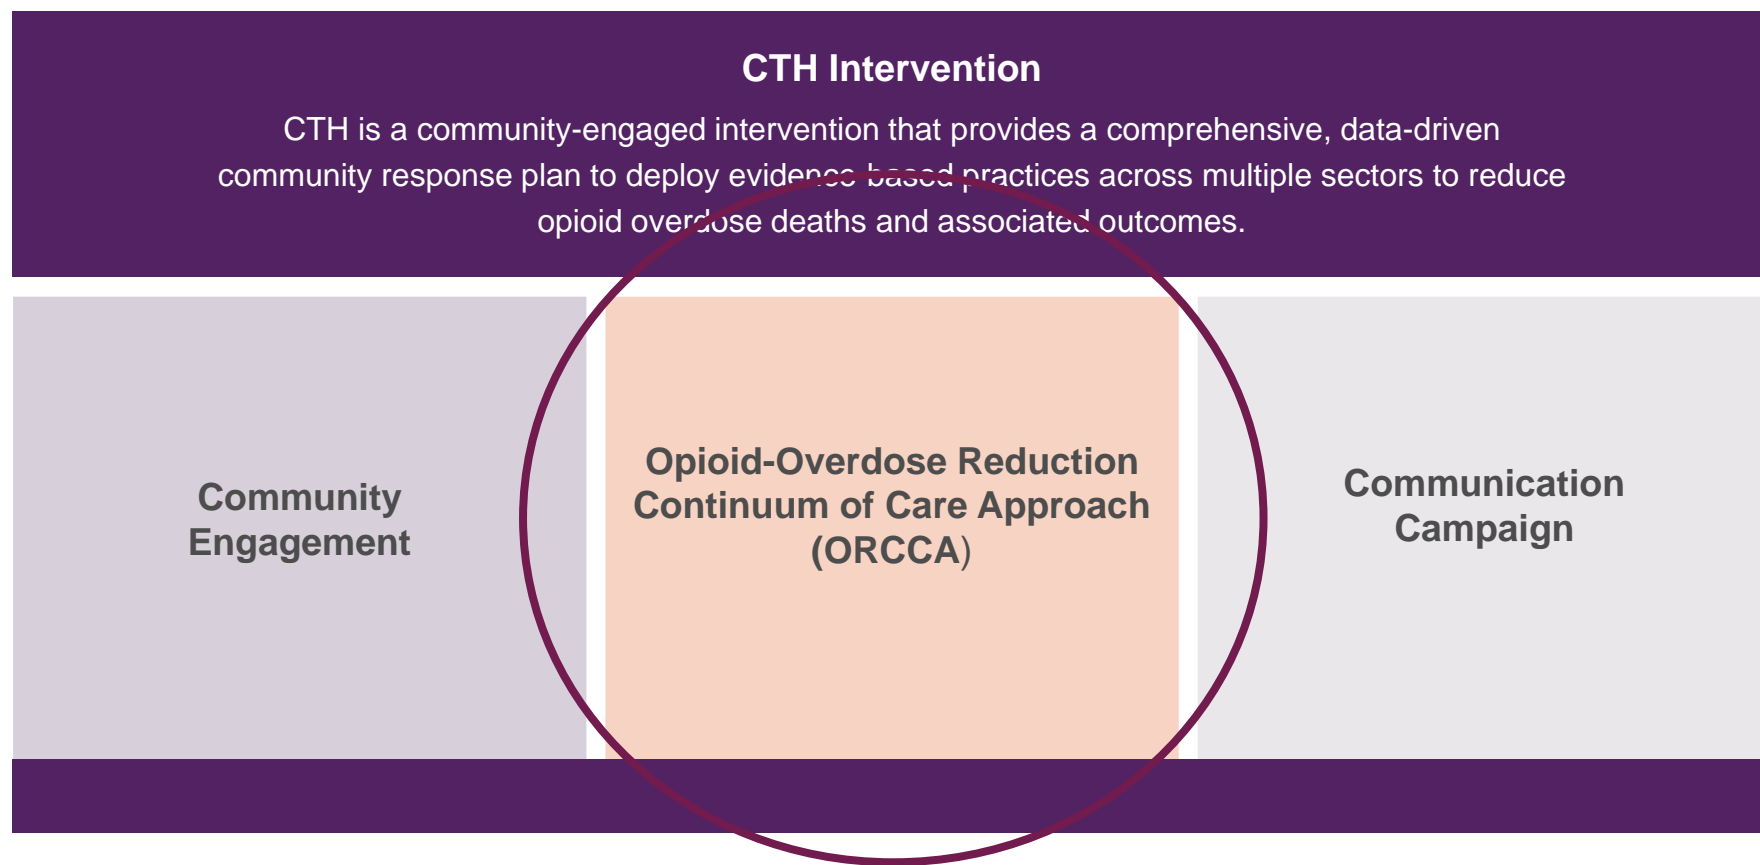 CTH Intervention
CTH is a community-engaged intervention that provides a comprehensive, data-driven
community response plan to deploy evidence-based practices across multiple sectors to reduce
opioid overdose deaths and associated outcomes.
Community
Engagement
Opioid-Overdose Reduction
Continuum of Care Approach
(ORCCA)
Communication
Campaign